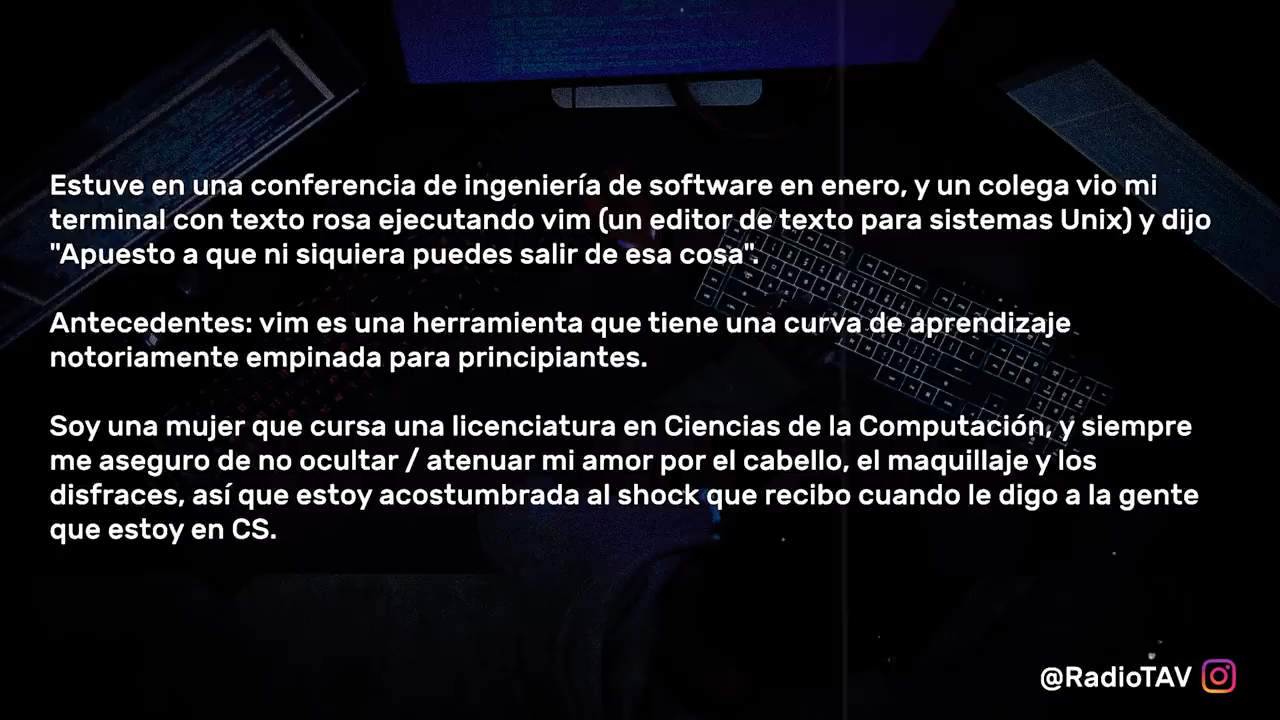 Estuve en una conferencia de ingeniería de software en enero, y un colega vio mi
terminal con texto rosa ejecutando vim (un editor de texto para sistemas Unix) y dijo
"Apuesto a que ni siquiera puedes salir de esa cosa".
Antecedentes: vim es una herramienta que tiene una curva de aprendizaje
notoriamente empinada para principiantes.
Soy una mujer que cursa una licenciatura en Ciencias de la Computación, y siempre
me aseguro de no ocultar / atenuar mi amor por el cabello, el maquillaje y los
disfraces, así que estoy acostumbrada al shock que recibo cuando le digo a la gente
que estoy en CS.
@RadioTAV